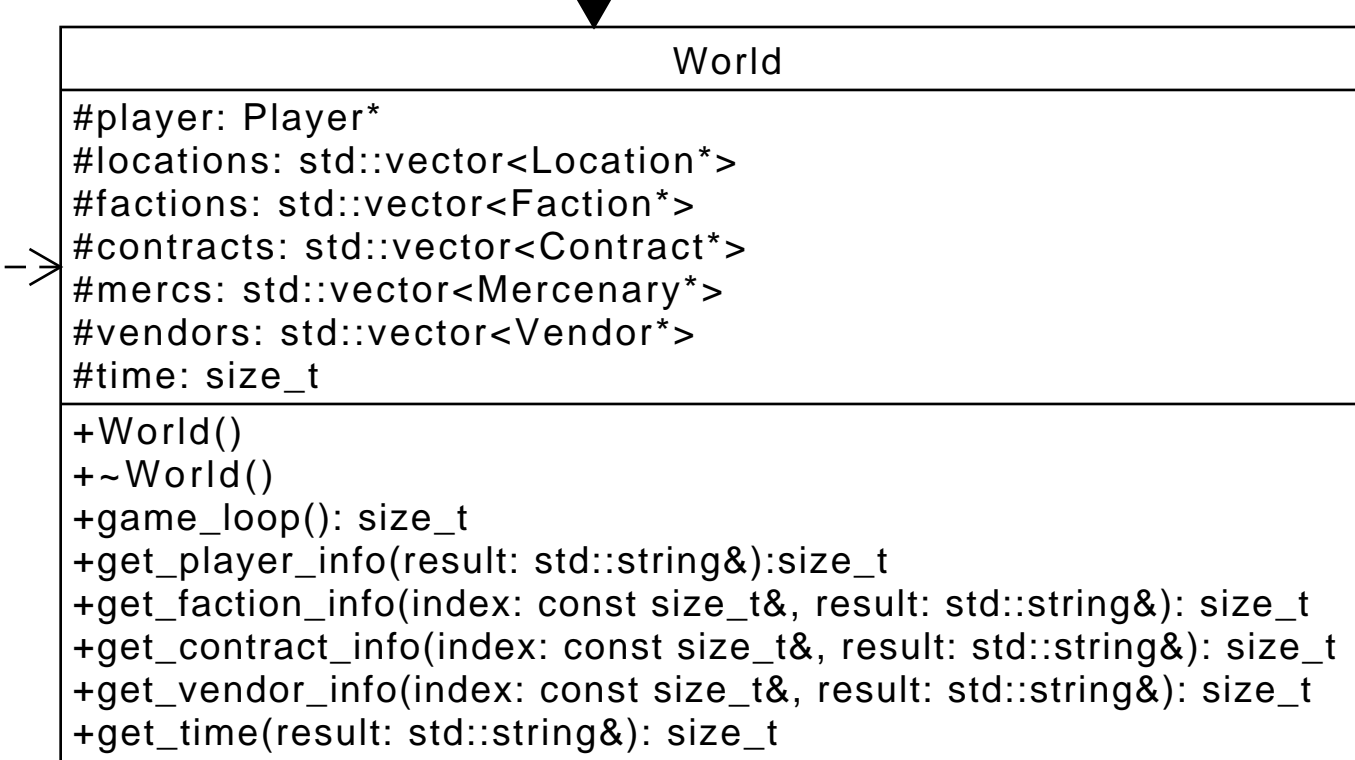 World
#player: Player*
#locations: std::vector<Location*>
#factions: std::vector<Faction*>
#contracts: std::vector<Contract*>
#mercs: std::vector<Mercenary*>
#vendors: std::vector<Vendor*>
#time: size_t
+World()
+~World()
+game_loop(): size_t
+get_player_info(result: std::string&):size_t
+get_faction_info(index: const size_t&, result: std::string&): size_t
+get_contract_info(index: const size_t&, result: std::string&): size_t
+get_vendor_info(index: const size_t&, result: std::string&): size_t
+get_time(result: std::string&): size_t